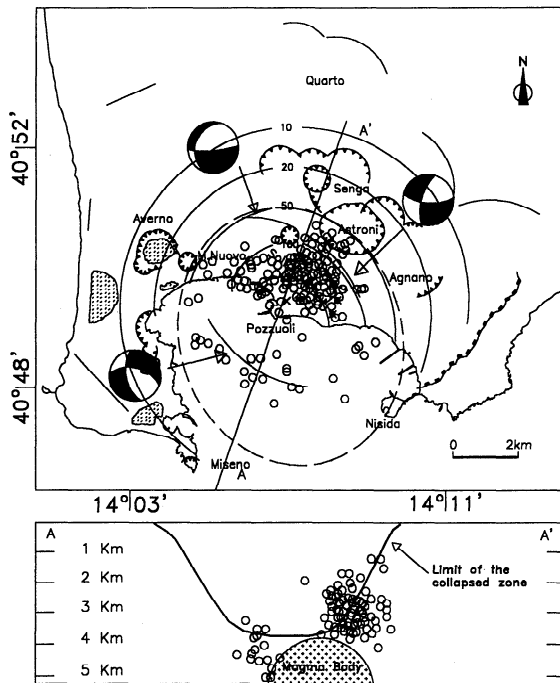 N
Quarto
40°52'
10
A'
20
Senga
50
Averno
Astroni
100
N. Nuovo
Agnano
Pozzuoli
40°48'
Nisida
0 2km
Miseno
A
14°03' 14°11'
A A'
1 Km
2 Km
Limit of the
collapsed zone
3 Km
4 Km
5 Km
Magma Body